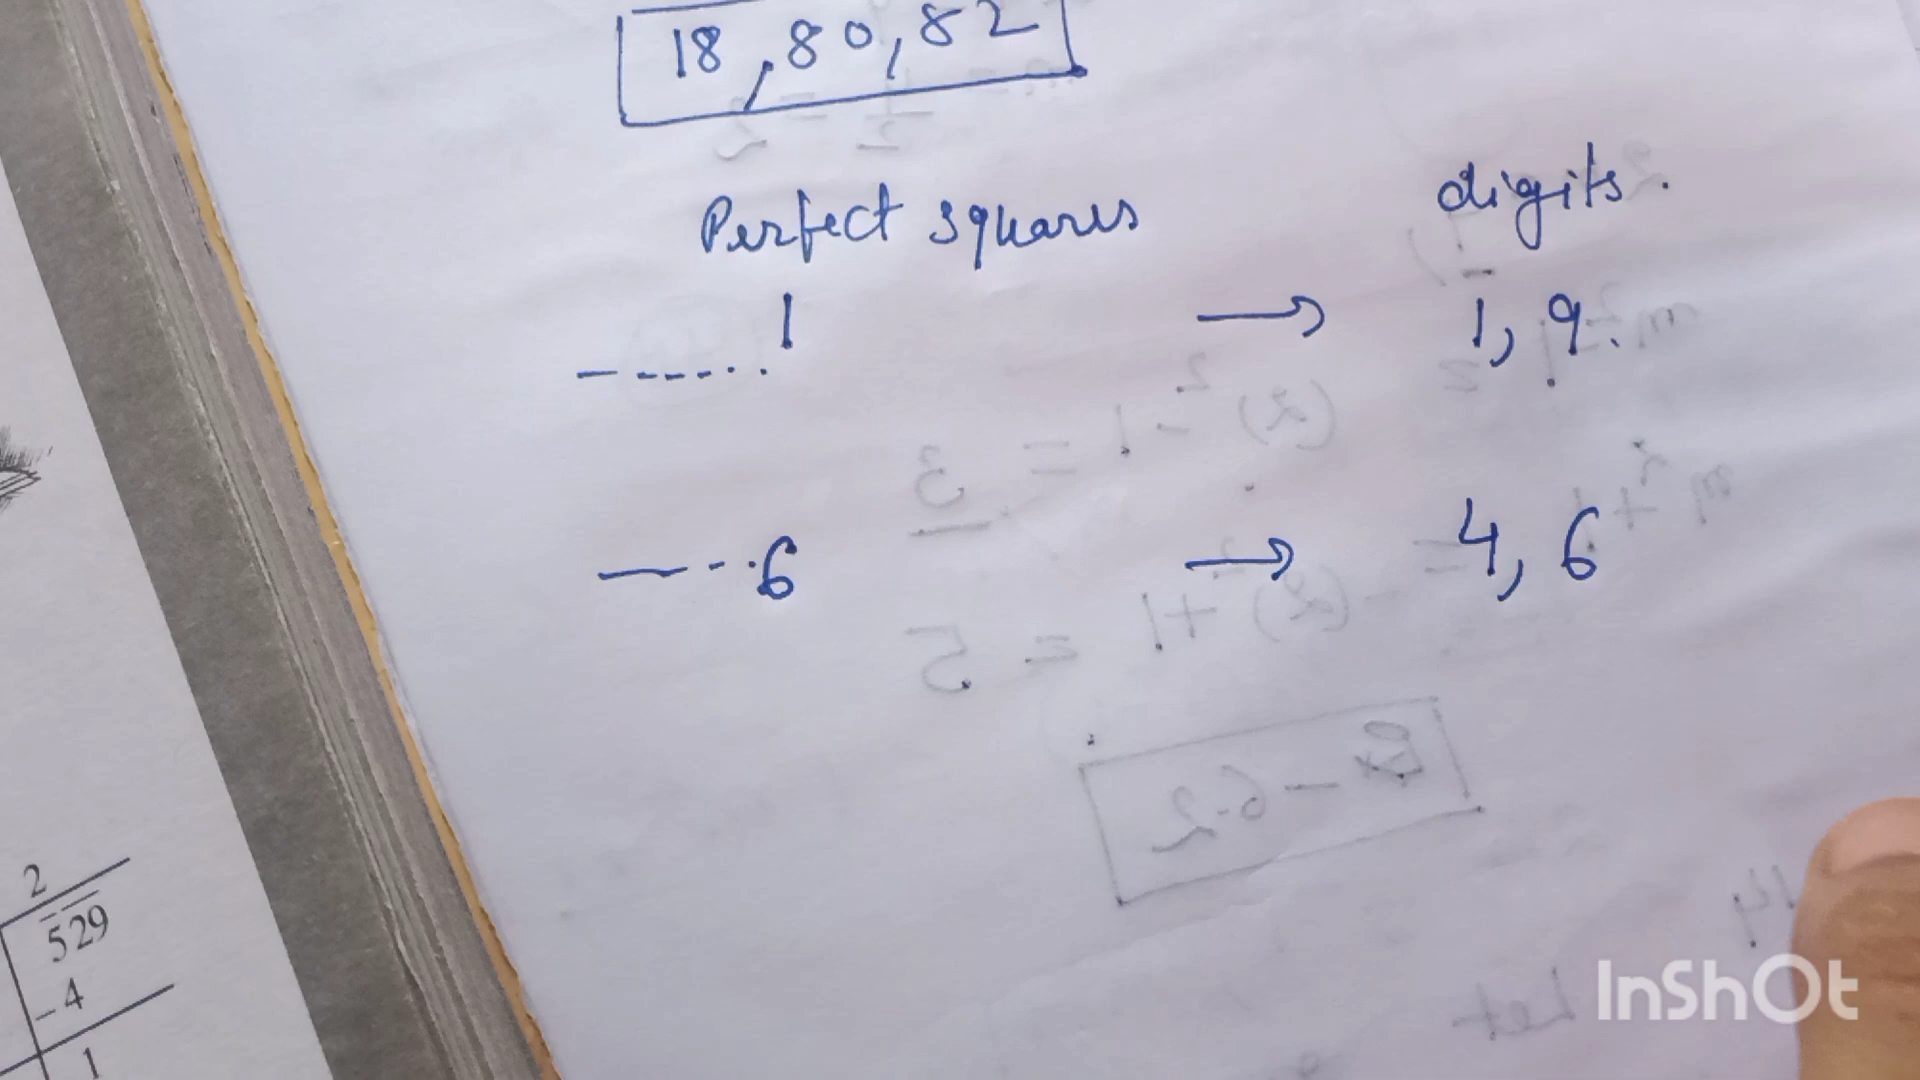 18, 80, 82
Perfect squares digits.
-----..1 → 1, 9.
----..6 → 4, 6
2
529
-4
1
InShOt